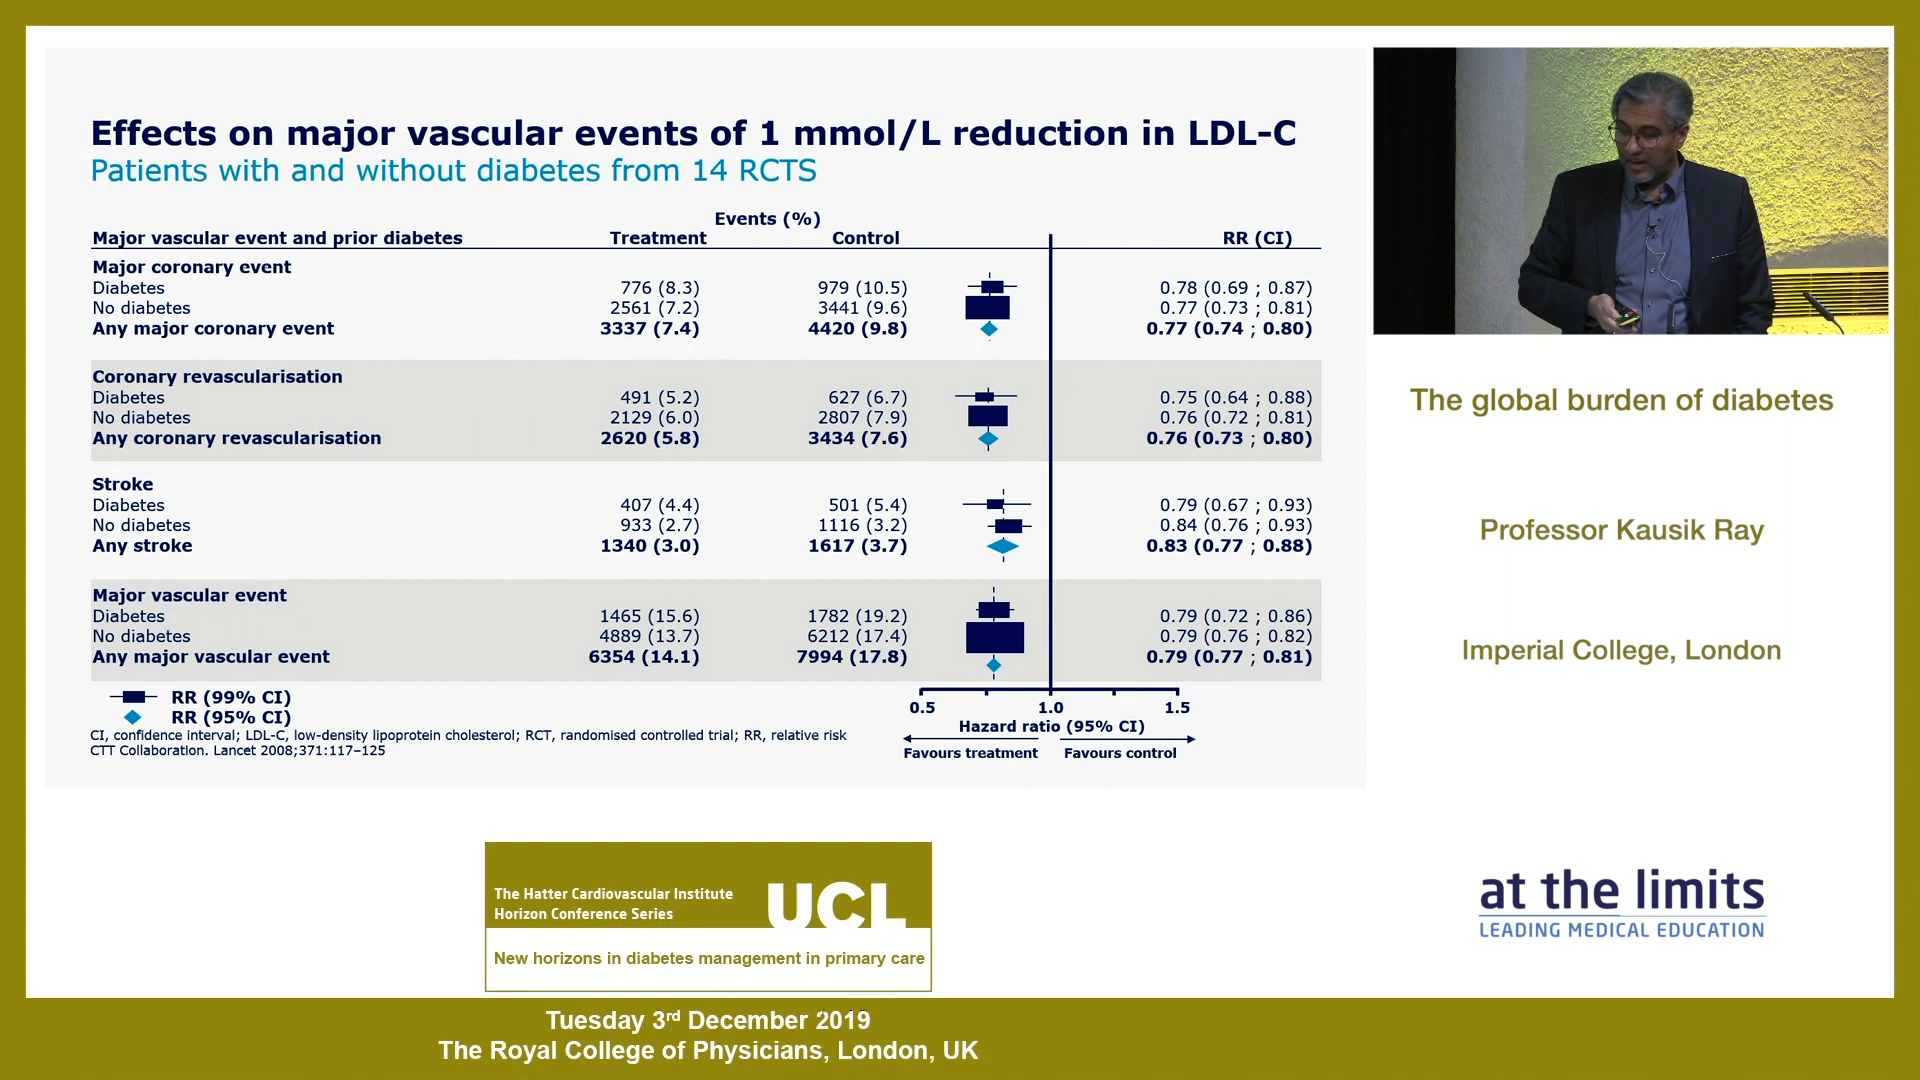 Effects on major vascular events of 1 mmol/L reduction in LDL-C
Patients with and without diabetes from 14 RCTS
Events (%)
Major vascular event and prior diabetes Treatment Control RR (CI)
Major coronary event
Diabetes 776 (8.3) 979 (10.5) 0.78 (0.69 ; 0.87)
No diabetes 2561 (7.2) 3441 (9.6) 0.77 (0.73 ; 0.81)
Any major coronary event 3337 (7.4) 4420 (9.8) 0.77 (0.74 ; 0.80)
Coronary revascularisation
Diabetes 491 (5.2) 627 (6.7) 0.75 (0.64 ; 0.88)
No diabetes 2129 (6.0) 2807 (7.9) 0.76 (0.72 ; 0.81)
Any coronary revascularisation 2620 (5.8) 3434 (7.6) 0.76 (0.73 ; 0.80)
Stroke
Diabetes 407 (4.4) 501 (5.4) 0.79 (0.67 ; 0.93)
No diabetes 933 (2.7) 1116 (3.2) 0.84 (0.76 ; 0.93)
Any stroke 1340 (3.0) 1617 (3.7) 0.83 (0.77 ; 0.88)
Major vascular event
Diabetes 1465 (15.6) 1782 (19.2) 0.79 (0.72 ; 0.86)
No diabetes 4889 (13.7) 6212 (17.4) 0.79 (0.76 ; 0.82)
Any major vascular event 6354 (14.1) 7994 (17.8) 0.79 (0.77 ; 0.81)
RR (99% CI)
RR (95% CI)
0.5 1.0 1.5
Hazard ratio (95% CI)
Favours treatment Favours control
CI, confidence interval; LDL-C, low-density lipoprotein cholesterol; RCT, randomised controlled trial; RR, relative risk
CTT Collaboration. Lancet 2008;371:117–125
The global burden of diabetes
Professor Kausik Ray
Imperial College, London
The Hatter Cardiovascular Institute
Horizon Conference Series
UCL
New horizons in diabetes management in primary care
at the limits
LEADING MEDICAL EDUCATION
Tuesday 3rd December 2019
The Royal College of Physicians, London, UK